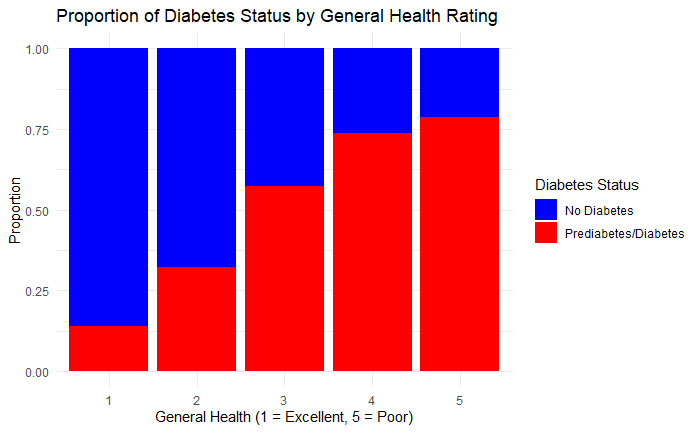 Proportion of Diabetes Status by General Health Rating
1.00
0.75
0.50
0.25
0.00
Proportion
1 2 3 4 5
General Health (1 = Excellent, 5 = Poor)
Diabetes Status
No Diabetes
Prediabetes/Diabetes